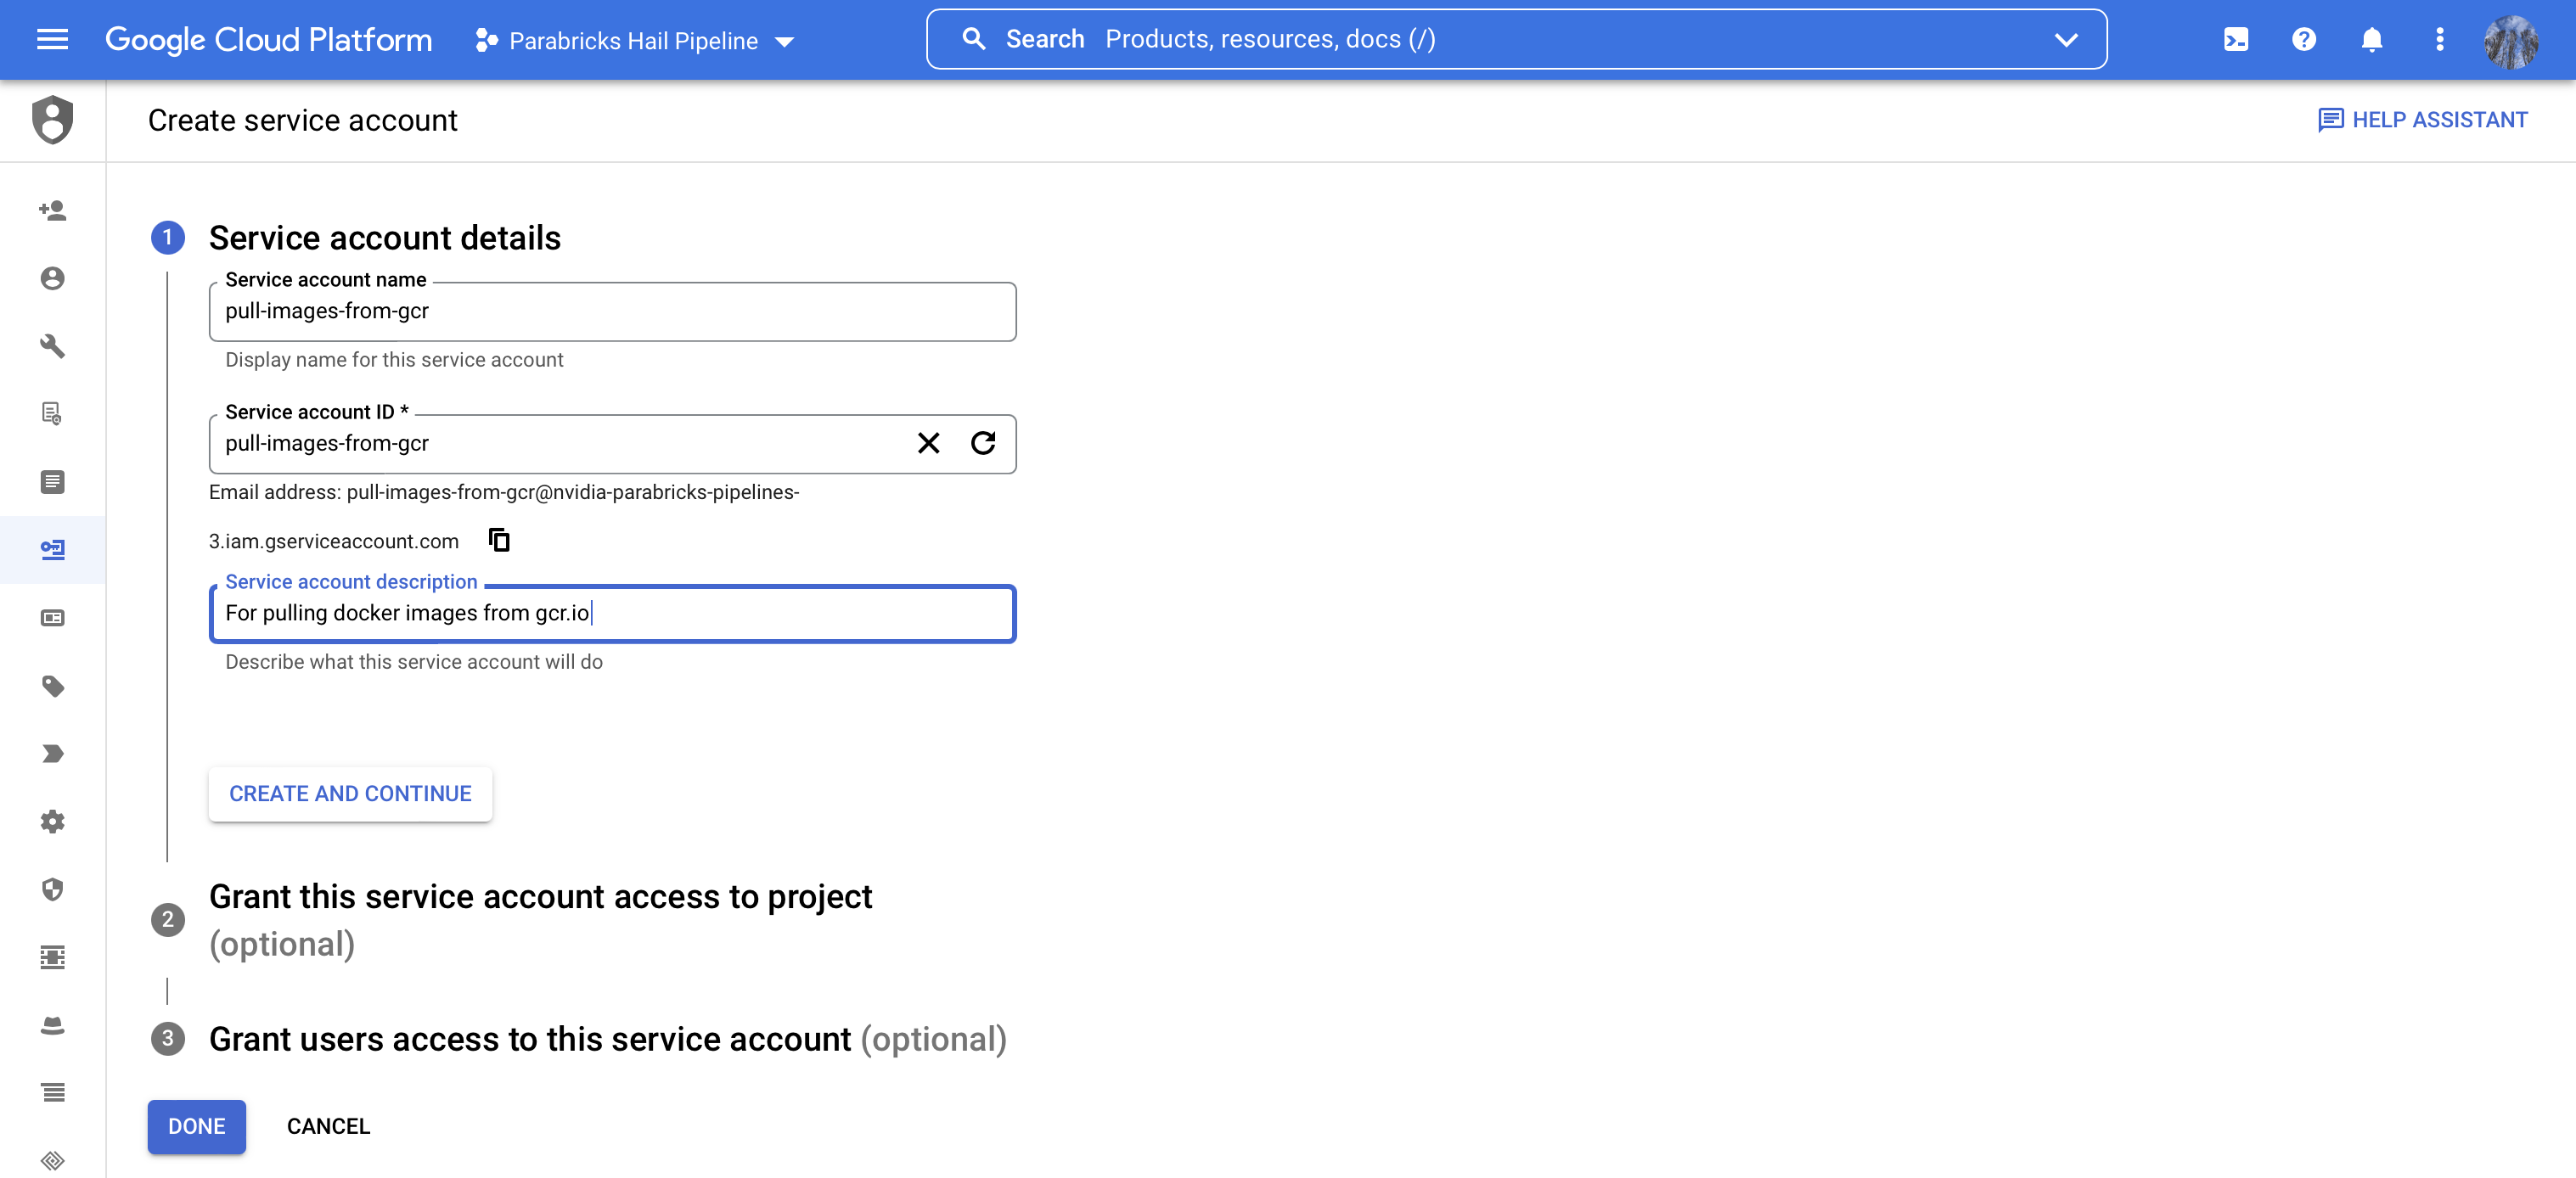 Google Cloud Platform
Parabricks Hail Pipeline
Search Products, resources, docs (/)
Create service account
HELP ASSISTANT
1 Service account details
Service account name
pull-images-from-gcr
Display name for this service account
Service account ID *
pull-images-from-gcr
Email address: pull-images-from-gcr@nvidia-parabricks-pipelines-
3.iam.gserviceaccount.com
Service account description
For pulling docker images from gcr.io
Describe what this service account will do
CREATE AND CONTINUE
2 Grant this service account access to project
(optional)
3 Grant users access to this service account (optional)
DONE CANCEL